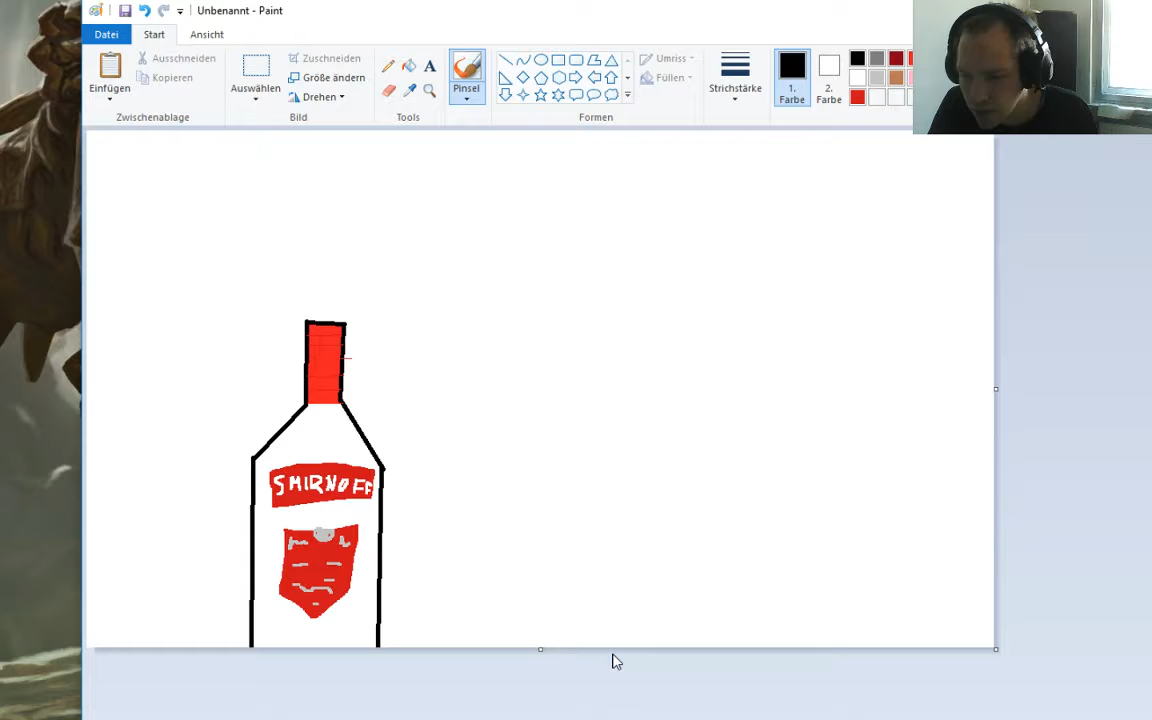 Unbenannt - Paint
Datei Start Ansicht
Einfügen
Ausschneiden
Kopieren
Zwischenablage
Auswählen
Zuschneiden
Größe ändern
Drehen
Bild
A
Tools
Pinsel
Umriss
Füllen
Formen
Strichstärke
1.
Farbe
2.
Farbe
SMIRNOFF